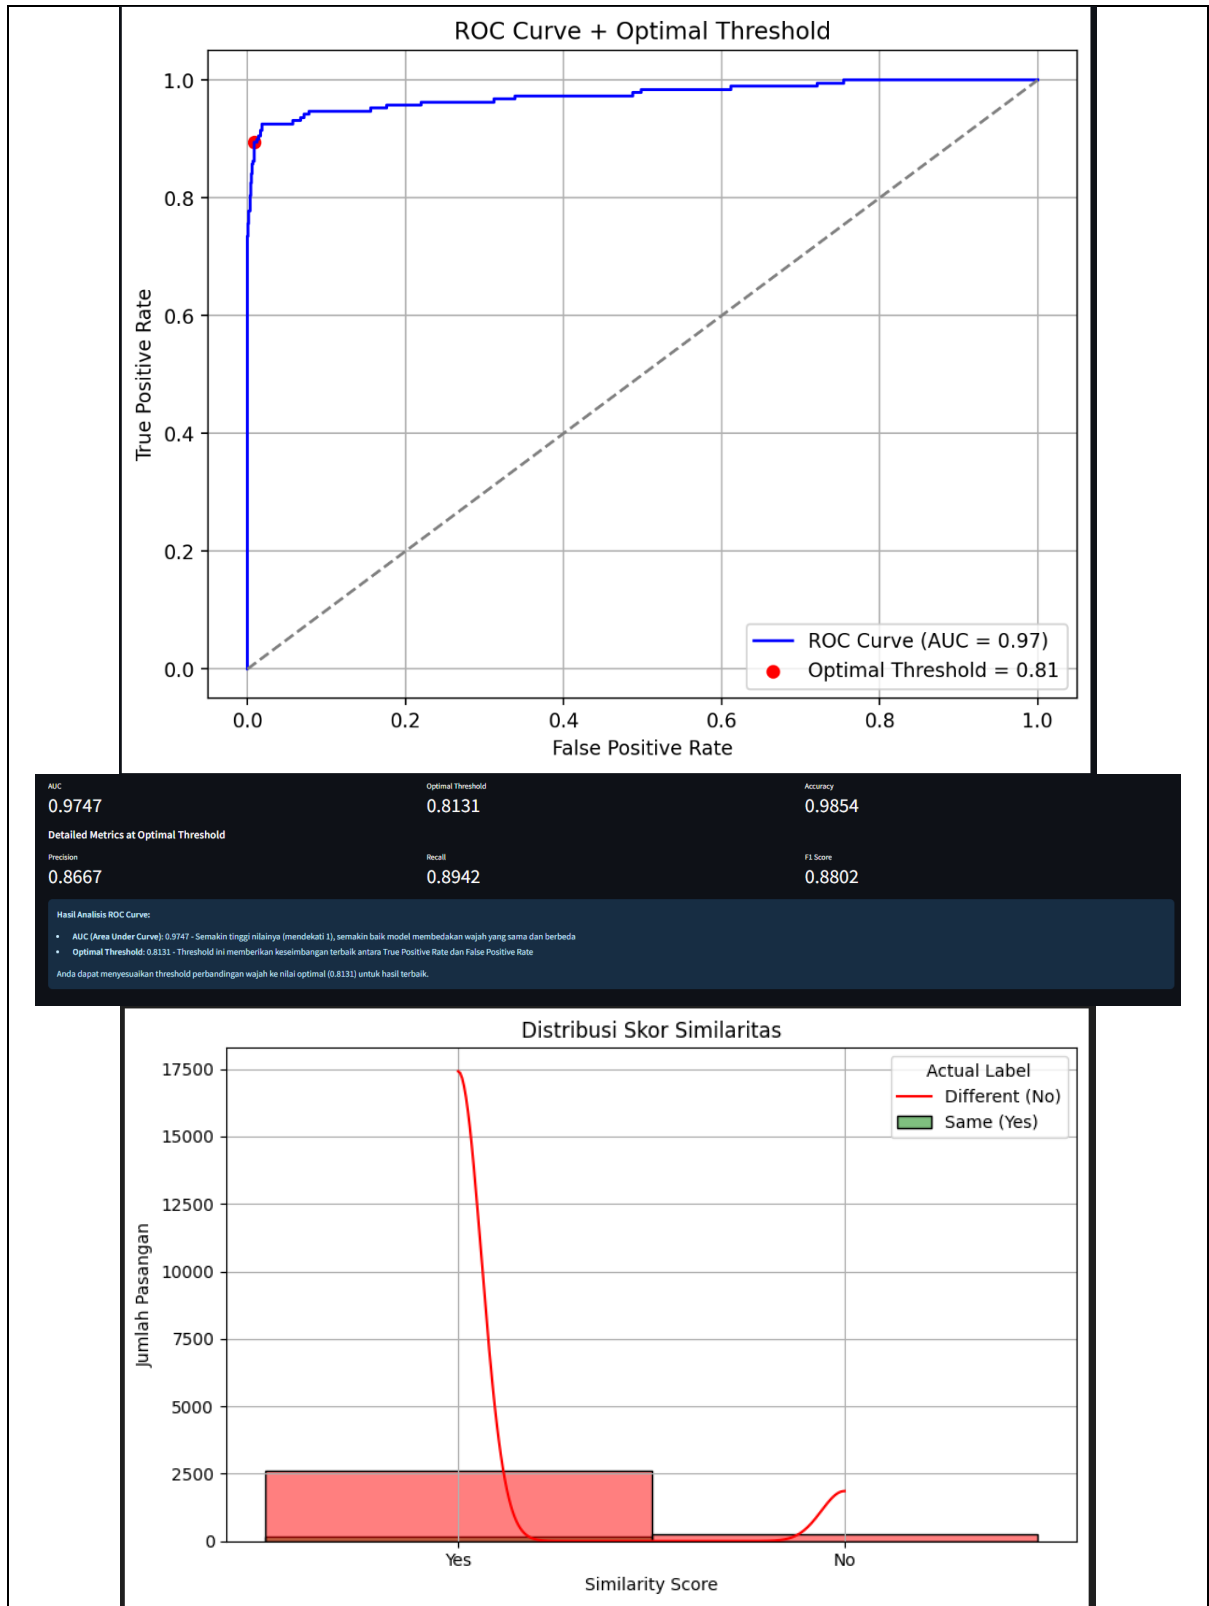 ROC Curve + Optimal Threshold
True Positive Rate
1.0
0.8
0.6
0.4
0.2
0.0
0.0 0.2 0.4 0.6 0.8 1.0
False Positive Rate
ROC Curve (AUC = 0.97)
Optimal Threshold = 0.81
AUC Optimal Threshold Accuracy
0.9747 0.8131 0.9854
Detailed Metrics at Optimal Threshold
Precision Recall F1 Score
0.8667 0.8942 0.8802
Hasil Analisis ROC Curve:
• AUC (Area Under Curve): 0.9747 - Semakin tinggi nilainya (mendekati 1), semakin baik model membedakan wajah yang sama dan berbeda
• Optimal Threshold: 0.8131 - Threshold ini memberikan keseimbangan terbaik antara True Positive Rate dan False Positive Rate
Anda dapat menyesuaikan threshold perbandingan wajah ke nilai optimal (0.8131) untuk hasil terbaik.
Distribusi Skor Similaritas
Jumlah Pasangan
17500
15000
12500
10000
7500
5000
2500
0
Actual Label
Different (No)
Same (Yes)
Yes No
Similarity Score